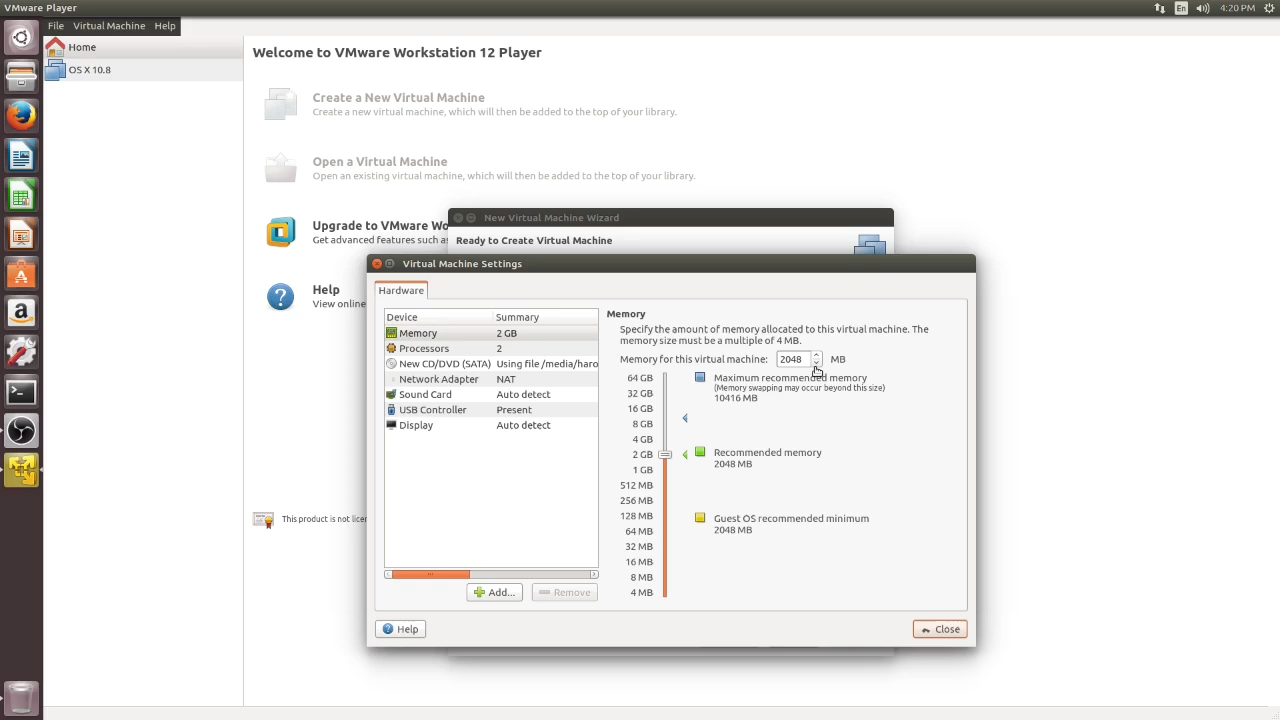 VMware Player
En
4:20 PM
File Virtual Machine Help
Home
OS X 10.8
Welcome to VMware Workstation 12 Player
Create a New Virtual Machine
Create a new virtual machine, which will then be added to the top of your library.
Open a Virtual Machine
Open an existing virtual machine, which will then be added to the top of your library.
Upgrade to VMware Wo
Get advanced features such as
Help
View online
This product is not licen
New Virtual Machine Wizard
Ready to Create Virtual Machine
Virtual Machine Settings
Hardware
Device Summary
Memory 2 GB
Processors 2
New CD/DVD (SATA) Using file /media/haro
Network Adapter NAT
Sound Card Auto detect
USB Controller Present
Display Auto detect
Add...
Remove
Memory
Specify the amount of memory allocated to this virtual machine. The
memory size must be a multiple of 4 MB.
Memory for this virtual machine: 2048 MB
64 GB
32 GB
16 GB
8 GB
4 GB
2 GB
1 GB
512 MB
256 MB
128 MB
64 MB
32 MB
16 MB
8 MB
4 MB
Maximum recommended memory
(Memory swapping may occur beyond this size)
10416 MB
Recommended memory
2048 MB
Guest OS recommended minimum
2048 MB
Help
Close